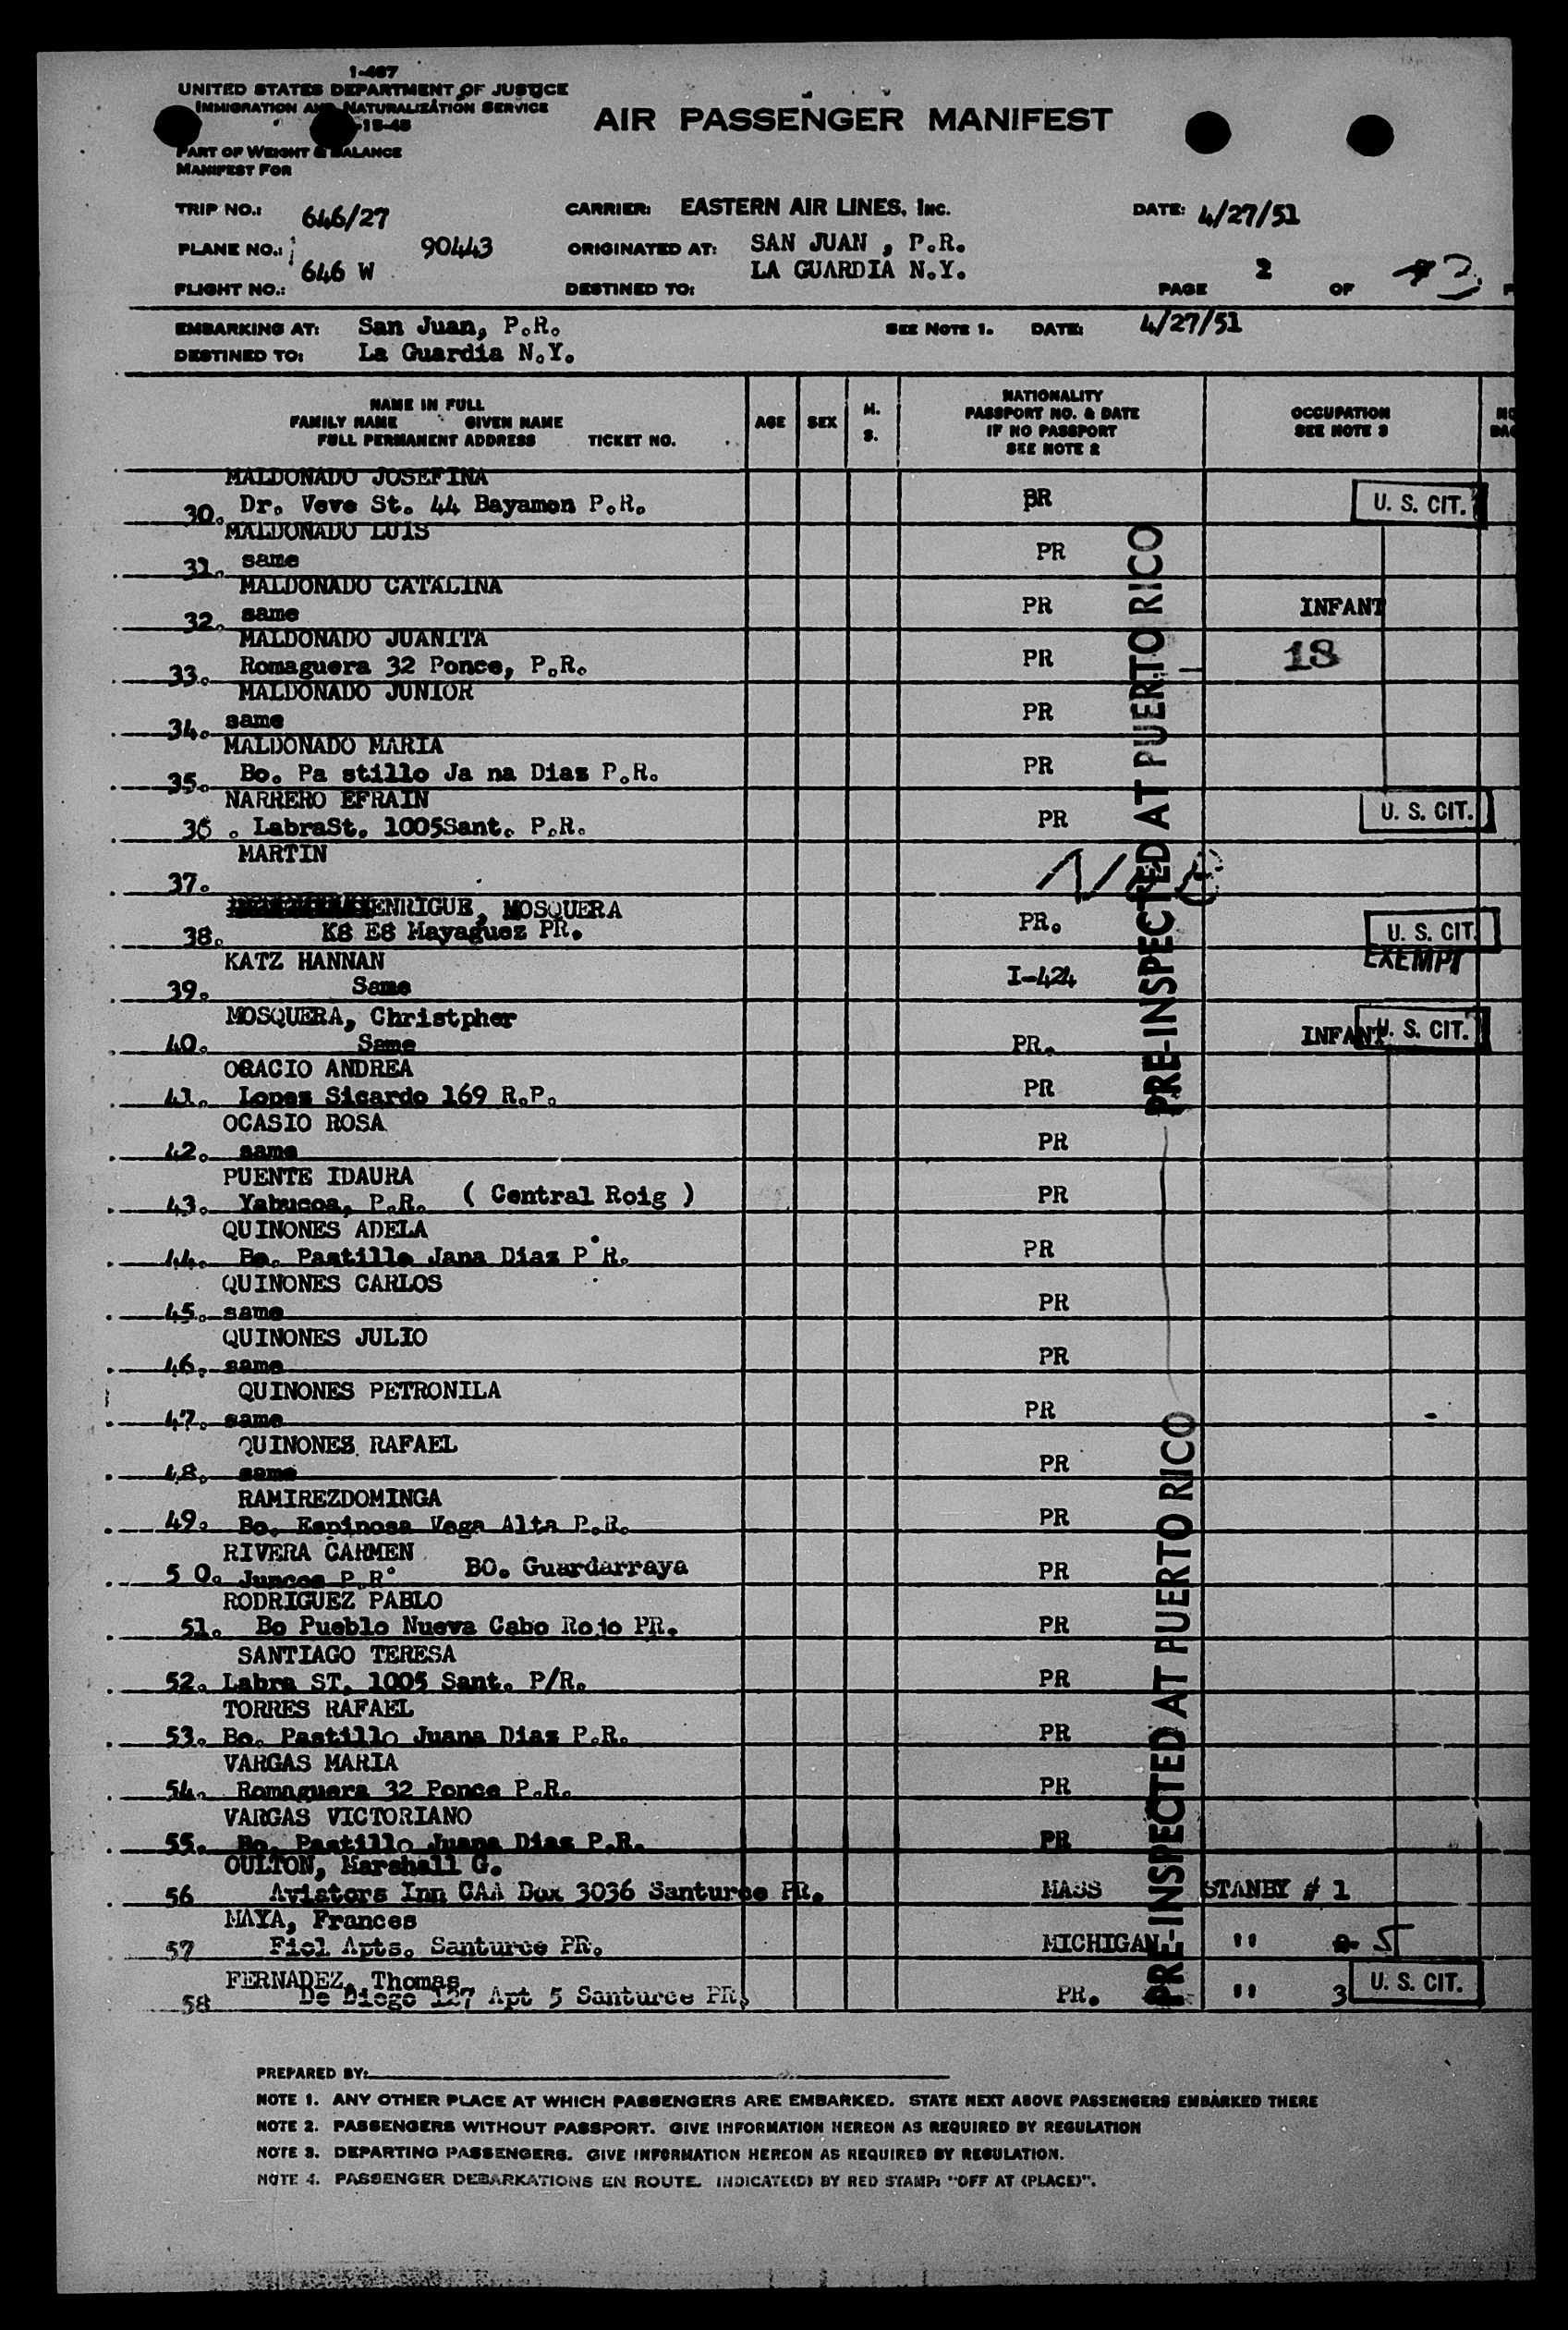 1-467
UNITED STATES DEPARTMENT OF JUSTICE
IMMIGRATION AND NATURALIZATION SERVICE
-15-45
AIR PASSENGER MANIFEST
PART OF WEIGHT & BALANCE
MANIFEST FOR
TRIP NO.: 646/27 CARRIER: EASTERN AIR LINES, INC. DATE: 4/27/51
PLANE NO.: 90443 ORIGINATED AT: SAN JUAN , P.R.
646 W LA GUARDIA N.Y. 2 3
FLIGHT NO.: DESTINED TO: PAGE OF
EMBARKING AT: San Juan, P.R. SEE NOTE 1. DATE: 4/27/51
DESTINED TO: La Guardia N.Y.
NAME IN FULL
FAMILY NAME GIVEN NAME
FULL PERMANENT ADDRESS TICKET NO.
AGE
SEX
M.
S.
NATIONALITY
PASSPORT NO. & DATE
IF NO PASSPORT
SEE NOTE 2
OCCUPATION
SEE NOTE 3
MALDONADO JOSEFINA
30. Dr. Veve St. 44 Bayamon P.R. PR U. S. CIT.
MALDONADO LUIS
31. same PR
MALDONADO CATALINA
32. same PR INFANT
MALDONADO JUANITA
33. Romaguera 32 Ponce, P.R. PR 18
MALDONADO JUNIOR
34. same PR
MALDONADO MARIA
35. Bo. Pa stillo Ja na Dias P.R. PR
NARRERO EFRAIN
36 . LabraSt. 1005Sant. P.R. PR U. S. CIT.
MARTIN
37.
ENRIGUE, MOSQUERA
38. K8 E8 Mayaguez PR. PR. U. S. CIT.
KATZ HANNAN EXEMPT
39. Same I-424
MOSQUERA, Christpher
40. Same PR. INFANT U. S. CIT.
OCACIO ANDREA
41. Lopez Sicardo 169 R.P. PR
OCASIO ROSA
42. same PR
PUENTE IDAURA
43. Yabucoa, P.R. ( Central Roig ) PR
QUINONES ADELA
44. Bo. Pastillo Jana Diaz P.R. PR
QUINONES CARLOS
45. same PR
QUINONES JULIO
46. same PR
QUINONES PETRONILA
47. same PR
QUINONES RAFAEL
48. same PR
RAMIREZDOMINGA
49. Bo. Espinosa Vega Alta P.R. PR
RIVERA CARMEN
5 0. Juncos P.R. BO. Guardarraya PR
RODRIGUEZ PABLO
51. Bo Pueblo Nueva Cabo Rojo PR. PR
SANTIAGO TERESA
52. Labra ST. 1005 Sant. P/R. PR
TORRES RAFAEL
53. Bo. Pastillo Juana Dias P.R. PR
VARGAS MARIA
54. Romaguera 32 Ponce P.R. PR
VARGAS VICTORIANO
55. Bo. Pastillo Juana Dias P.R. PR
OULTON, Marshall G.
56 Aviators Inn CAA Box 3036 Santurce PR. MASS STANBY # 1
MAYA, Frances
57 Fiol Apts. Santurce PR. MICHIGAN " 5
FERNADEZ, Thomas
58 De Diego 127 Apt 5 Santurce PR. PR. " 3 U. S. CIT.
PRE-INSPECTED AT PUERTO RICO
PRE-INSPECTED AT PUERTO RICO
PREPARED BY:
NOTE 1. ANY OTHER PLACE AT WHICH PASSENGERS ARE EMBARKED. STATE NEXT ABOVE PASSENGERS EMBARKED THERE
NOTE 2. PASSENGERS WITHOUT PASSPORT. GIVE INFORMATION HEREON AS REQUIRED BY REGULATION
NOTE 3. DEPARTING PASSENGERS. GIVE INFORMATION HEREON AS REQUIRED BY REGULATION.
NOTE 4. PASSENGER DEBARKATIONS EN ROUTE. INDICATE(D) BY RED STAMP: "OFF AT (PLACE)".